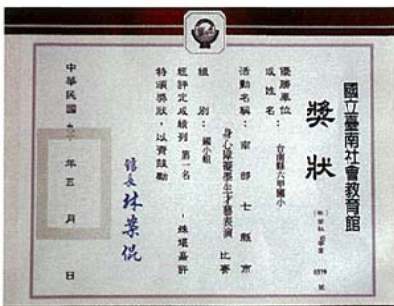 國立臺南社會教育館
獎狀
0379 號
優勝單位
或姓名：台南縣六甲國小
活動名稱：南部七縣市
身心障礙學生才藝表演 比賽
組別：國小組
經評定成績列 第一名 殊堪嘉許
特頒獎狀，以資鼓勵
館長 林榮
中華民國 年五月 日